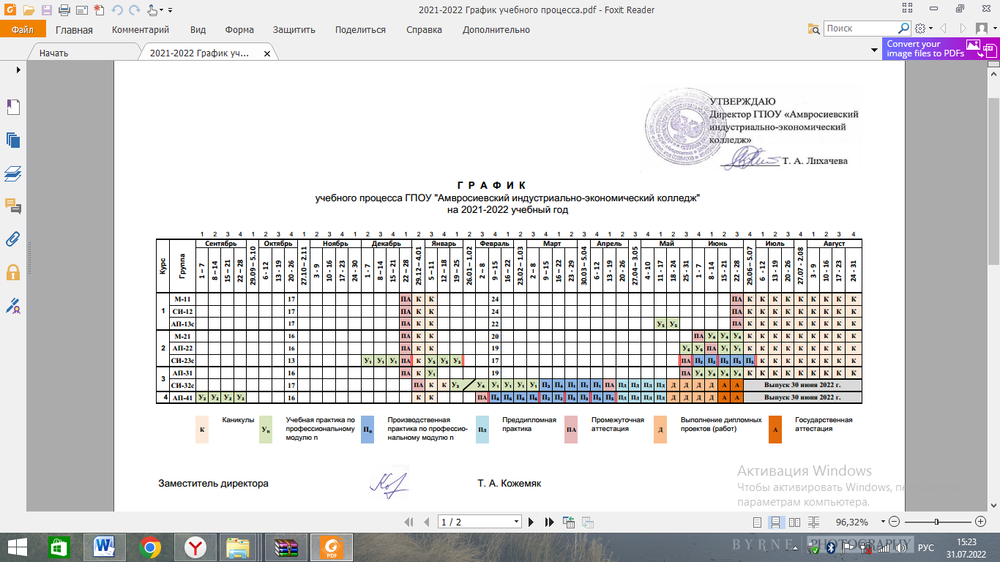 2021-2022 График учебного процесса.pdf - Foxit Reader
Файл Главная Комментарий Вид Форма Защитить Поделиться Справка Дополнительно Поиск
Начать 2021-2022 График уч... Convert your
image files to PDFs
УТВЕРЖДАЮ
Директор ГПОУ «Амвросиевский
индустриально-экономический
колледж»
Т. А. Лихачева
Г Р А Ф И К
учебного процесса ГПОУ "Амвросиевский индустриально-экономический колледж"
на 2021-2022 учебный год
1 2 3 4 1 2 3 4 1 2 3 4 1 2 3 4 1 2 3 4 1 2 3 4 1 2 3 4 1 2 3 4 1 2 3 4 1 2 3 4 1 2 3 4 1 2 3 4 1 2 3 4
Курс Группа Сентябрь Октябрь Ноябрь Декабрь Январь Февраль Март Апрель Май Июнь Июль Август
1 – 7 8 – 14 15 – 21 22 – 28 29.09 – 5.10 6 - 12 13 - 19 20 - 26 27.10 – 2.11 3 - 9 10 - 16 17 - 23 24 - 30 1 - 7 8 – 14 15 – 21 22 – 28 29.12 – 4.01 5 – 11 12 – 18 19 – 25 26.01 – 1.02 2 – 8 9 – 15 16 – 22 23.02 – 1.03 2 – 8 9 – 15 16 – 22 23 - 29 30.03 – 5.04 6 - 12 13 - 19 20 - 26 27.04 – 3.05 4 - 10 11 - 17 18 - 24 25 - 31 1 - 7 8 - 14 15 - 21 22 - 28 29.06 – 5.07 6 - 12 13 - 19 20 - 26 27.07 - 2.08 3 - 9 10 - 16 17 - 23 24 - 31
1 М-11 17 ПА К К 24 ПА К К К К К К К К К
СИ-12 17 ПА К К 24 ПА К К К К К К К К К
АП-13с 17 ПА К К 22 У₅ У₅ ПА К К К К К К К К К
2 М-21 16 ПА К К 20 ПА У₄ У₄ У₄ К К К К К К К К К
АП-22 16 ПА К К 19 У₆ У₆ ПА У₁ У₁ К К К К К К К К К
СИ-23с 13 У₁ У₁ У₁ ПА К У₅ У₅ У₅ 17 ПА П₂ П₂ П₅ П₅ П₅ К К К К К К К К
3 АП-31 16 ПА К У₁ 19 ПА У₄ У₄ У₄ У₄ К К К К К К К К К
СИ-32с 17 ПА К К У₃ У₄ У₁ У₁ У₁ У₁ П₃ П₄ П₁ П₁ П₁ ПА Пд Пд Пд Пд Д Д Д Д А А Выпуск 30 июня 2022 г.
4 АП-41 У₂ У₂ У₂ У₂ 16 К К ПА П₆ П₆ П₆ П₆ П₂ П₂ П₃ П₃ П₅ П₅ Пд Пд Пд Пд Д Д Д Д А А Выпуск 30 июня 2022 г.
К Каникулы
Уn Учебная практика по
профессиональному
модулю n
Пn Производственная
практика по профессио-
нальному модулю n
Пд Преддипломная
практика
ПА Промежуточная
аттестация
Д Выполнение дипломных
проектов (работ)
А Государственная
аттестация
Заместитель директора Т. А. Кожемяк
Активация Windows
Чтобы активировать Windows,
параметрам компьютера.
1 / 2 96,32%
BYRNE PHOTOGRAPHY
PDF РУС 15:23
31.07.2022